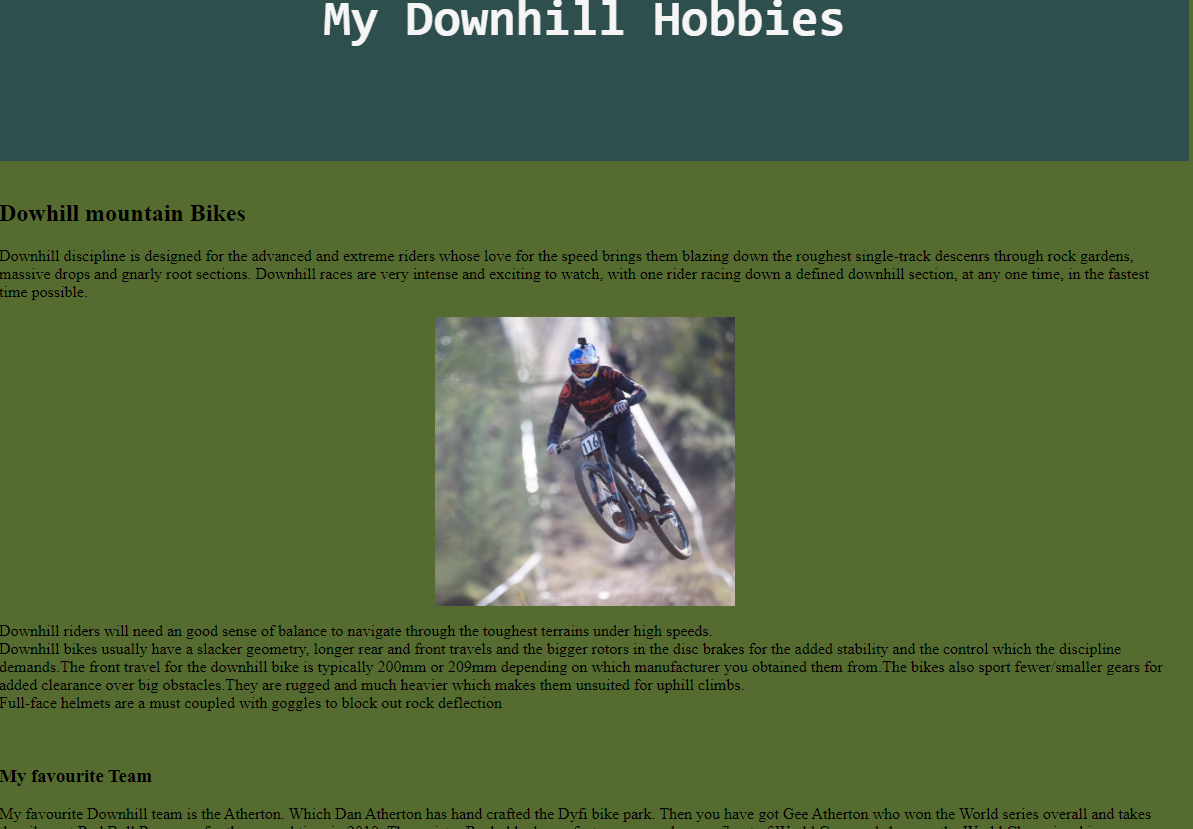 My Downhill Hobbies
Dowhill mountain Bikes
Downhill discipline is designed for the advanced and extreme riders whose love for the speed brings them blazing down the roughest single-track descenrs through rock gardens,
massive drops and gnarly root sections. Downhill races are very intense and exciting to watch, with one rider racing down a defined downhill section, at any one time, in the fastest
time possible.
Atherton
116
Downhill riders will need an good sense of balance to navigate through the toughest terrains under high speeds.
Downhill bikes usually have a slacker geometry, longer rear and front travels and the bigger rotors in the disc brakes for the added stability and the control which the discipline
demands.The front travel for the downhill bike is typically 200mm or 209mm depending on which manufacturer you obtained them from.The bikes also sport fewer/smaller gears for
added clearance over big obstacles.They are rugged and much heavier which makes them unsuited for uphill climbs.
Full-face helmets are a must coupled with goggles to block out rock deflection
My favourite Team
My favourite Downhill team is the Atherton. Which Dan Atherton has hand crafted the Dyfi bike park. Then you have got Gee Atherton who won the World series overall and takes